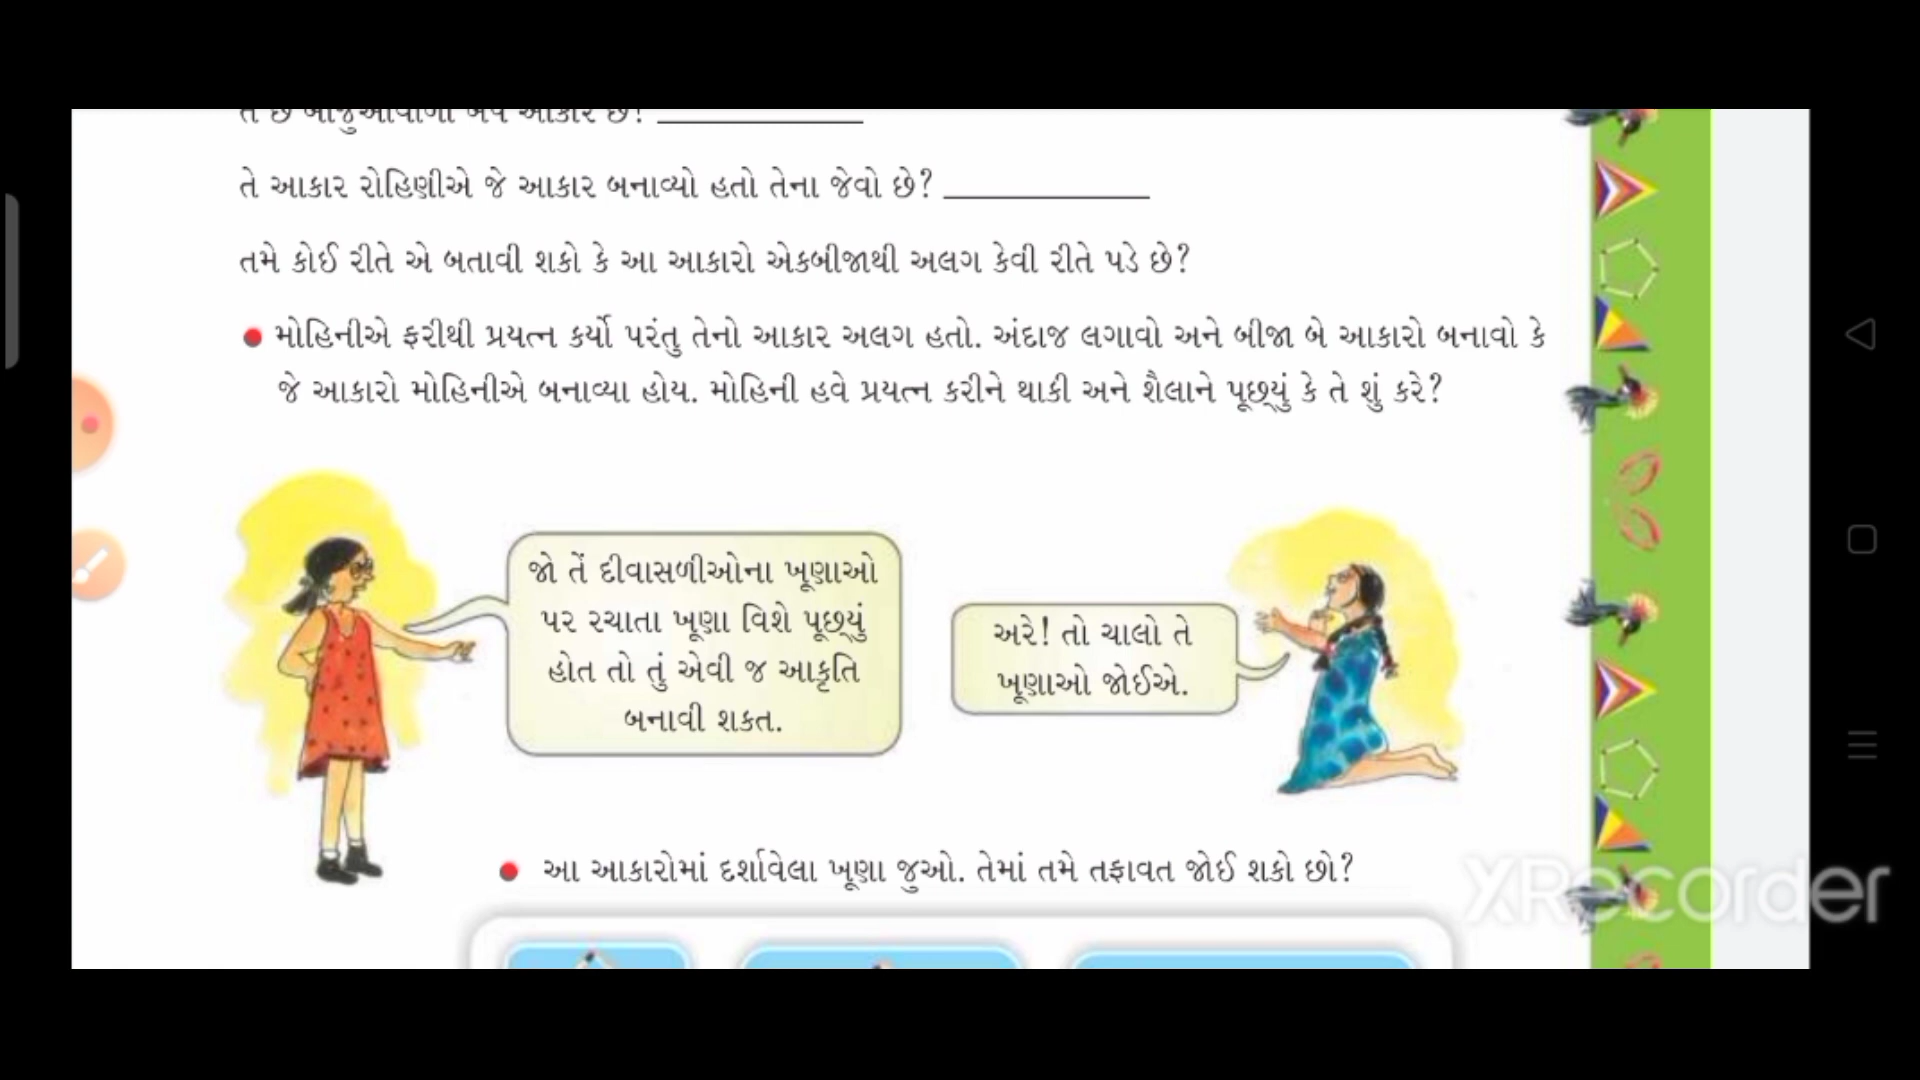 તે છ બાજુઓવાળો બંધ આકાર છે?
તે આકાર રોહિણીએ જે આકાર બનાવ્યો હતો તેના જેવો છે?
તમે કોઈ રીતે એ બતાવી શકો કે આ આકારો એકબીજાથી અલગ કેવી રીતે પડે છે?
મોહિનીએ ફરીથી પ્રયત્ન કર્યો પરંતુ તેનો આકાર અલગ હતો. અંદાજ લગાવો અને બીજા બે આકારો બનાવો કે
જે આકારો મોહિનીએ બનાવ્યા હોય. મોહિની હવે પ્રયત્ન કરીને થાકી અને શૈલાને પૂછ્યું કે તે શું કરે?
જો તેં દીવાસળીઓના ખૂણાઓ
પર રચાતા ખૂણા વિશે પૂછ્યું
હોત તો તું એવી જ આકૃતિ
બનાવી શકત.
અરે! તો ચાલો તે
ખૂણાઓ જોઈએ.
આ આકારોમાં દર્શાવેલા ખૂણા જુઓ. તેમાં તમે તફાવત જોઈ શકો છો?
XRecorder